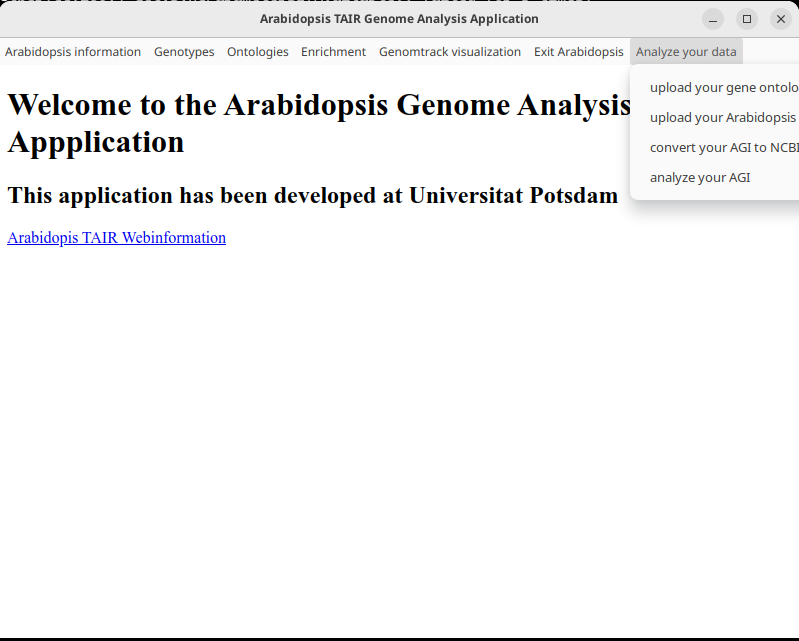 Arabidopsis TAIR Genome Analysis Application
Arabidopsis information Genotypes Ontologies Enrichment Genomtrack visualization Exit Arabidopsis Analyze your data
upload your gene ontolo
upload your Arabidopsis
convert your AGI to NCBI
analyze your AGI
Welcome to the Arabidopsis Genome Analysis
Appplication
This application has been developed at Universitat Potsdam
Arabidopis TAIR Webinformation